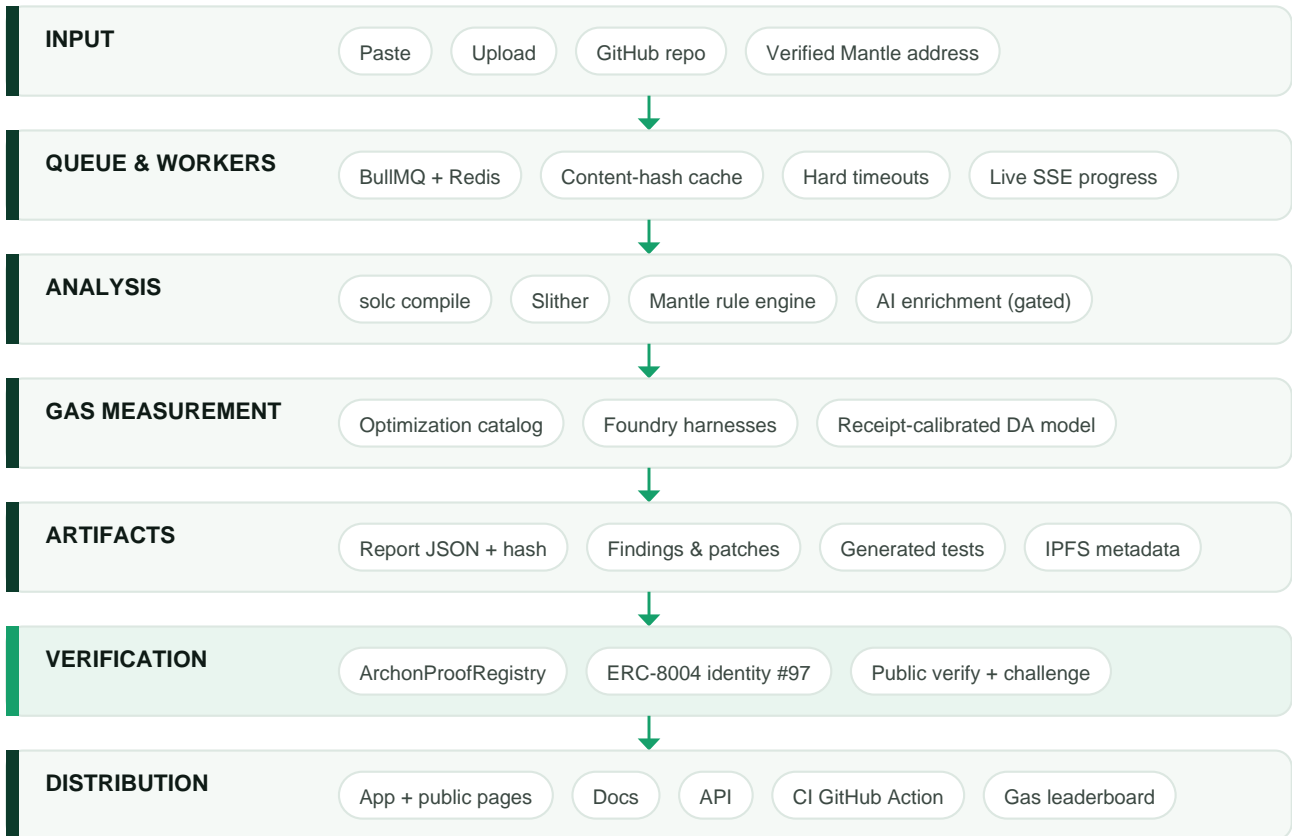 INPUT
Paste
Upload
GitHub repo
Verified Mantle address
QUEUE & WORKERS
BullMQ + Redis
Content-hash cache
Hard timeouts
Live SSE progress
ANALYSIS
solc compile
Slither
Mantle rule engine
AI enrichment (gated)
GAS MEASUREMENT
Optimization catalog
Foundry harnesses
Receipt-calibrated DA model
ARTIFACTS
Report JSON + hash
Findings & patches
Generated tests
IPFS metadata
VERIFICATION
ArchonProofRegistry
ERC-8004 identity #97
Public verify + challenge
DISTRIBUTION
App + public pages
Docs
API
CI GitHub Action
Gas leaderboard